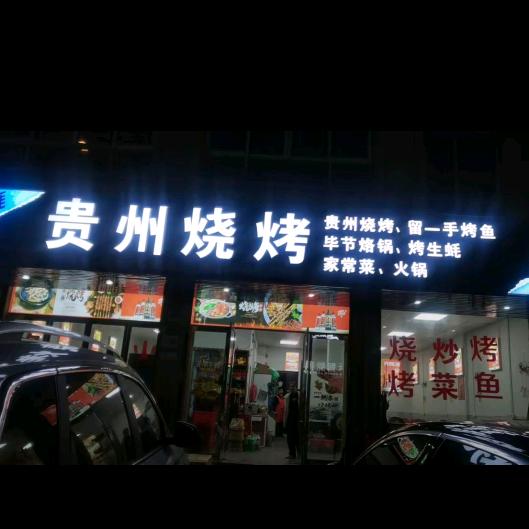 贵州烧烤
贵州烧烤、留一手烤鱼
毕节烙锅、烤生蚝
家常菜、火锅
烧炒烤
烤菜鱼